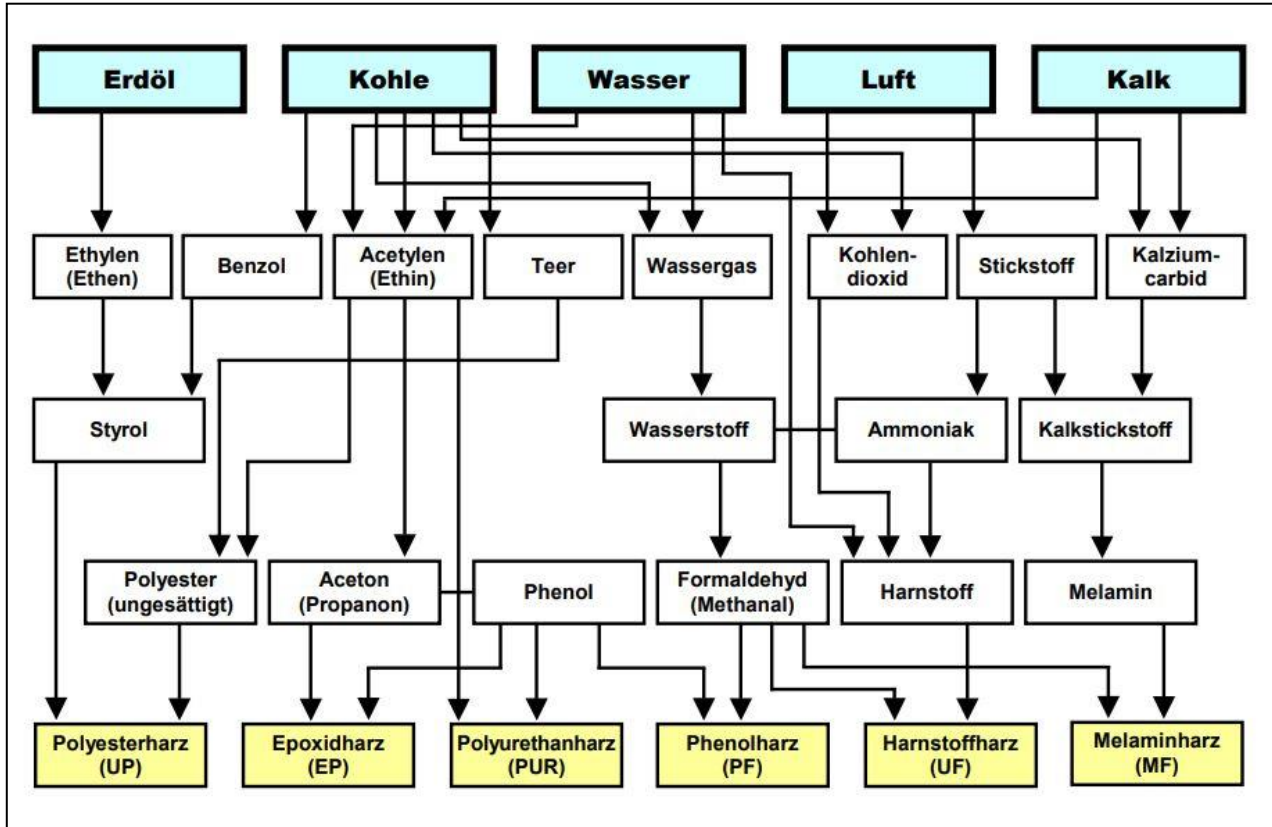 Erdöl
Kohle
Wasser
Luft
Kalk
Ethylen
(Ethen)
Benzol
Acetylen
(Ethin)
Teer
Wassergas
Kohlen-
dioxid
Stickstoff
Kalzium-
carbid
Styrol
Wasserstoff
Ammoniak
Kalkstickstoff
Polyester
(ungesättigt)
Aceton
(Propanon)
Phenol
Formaldehyd
(Methanal)
Harnstoff
Melamin
Polyesterharz
(UP)
Epoxidharz
(EP)
Polyurethanharz
(PUR)
Phenolharz
(PF)
Harnstoffharz
(UF)
Melaminharz
(MF)